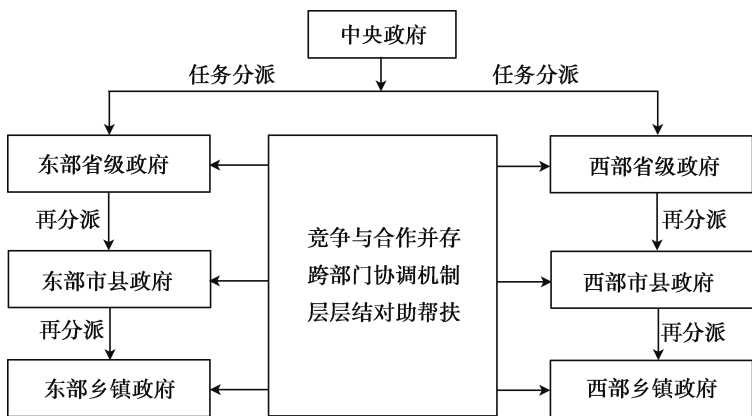 中央政府
任务分派
任务分派
东部省级政府
西部省级政府
再分派
再分派
竞争与合作并存
跨部门协调机制
层层结对助帮扶
东部市县政府
西部市县政府
再分派
再分派
东部乡镇政府
西部乡镇政府